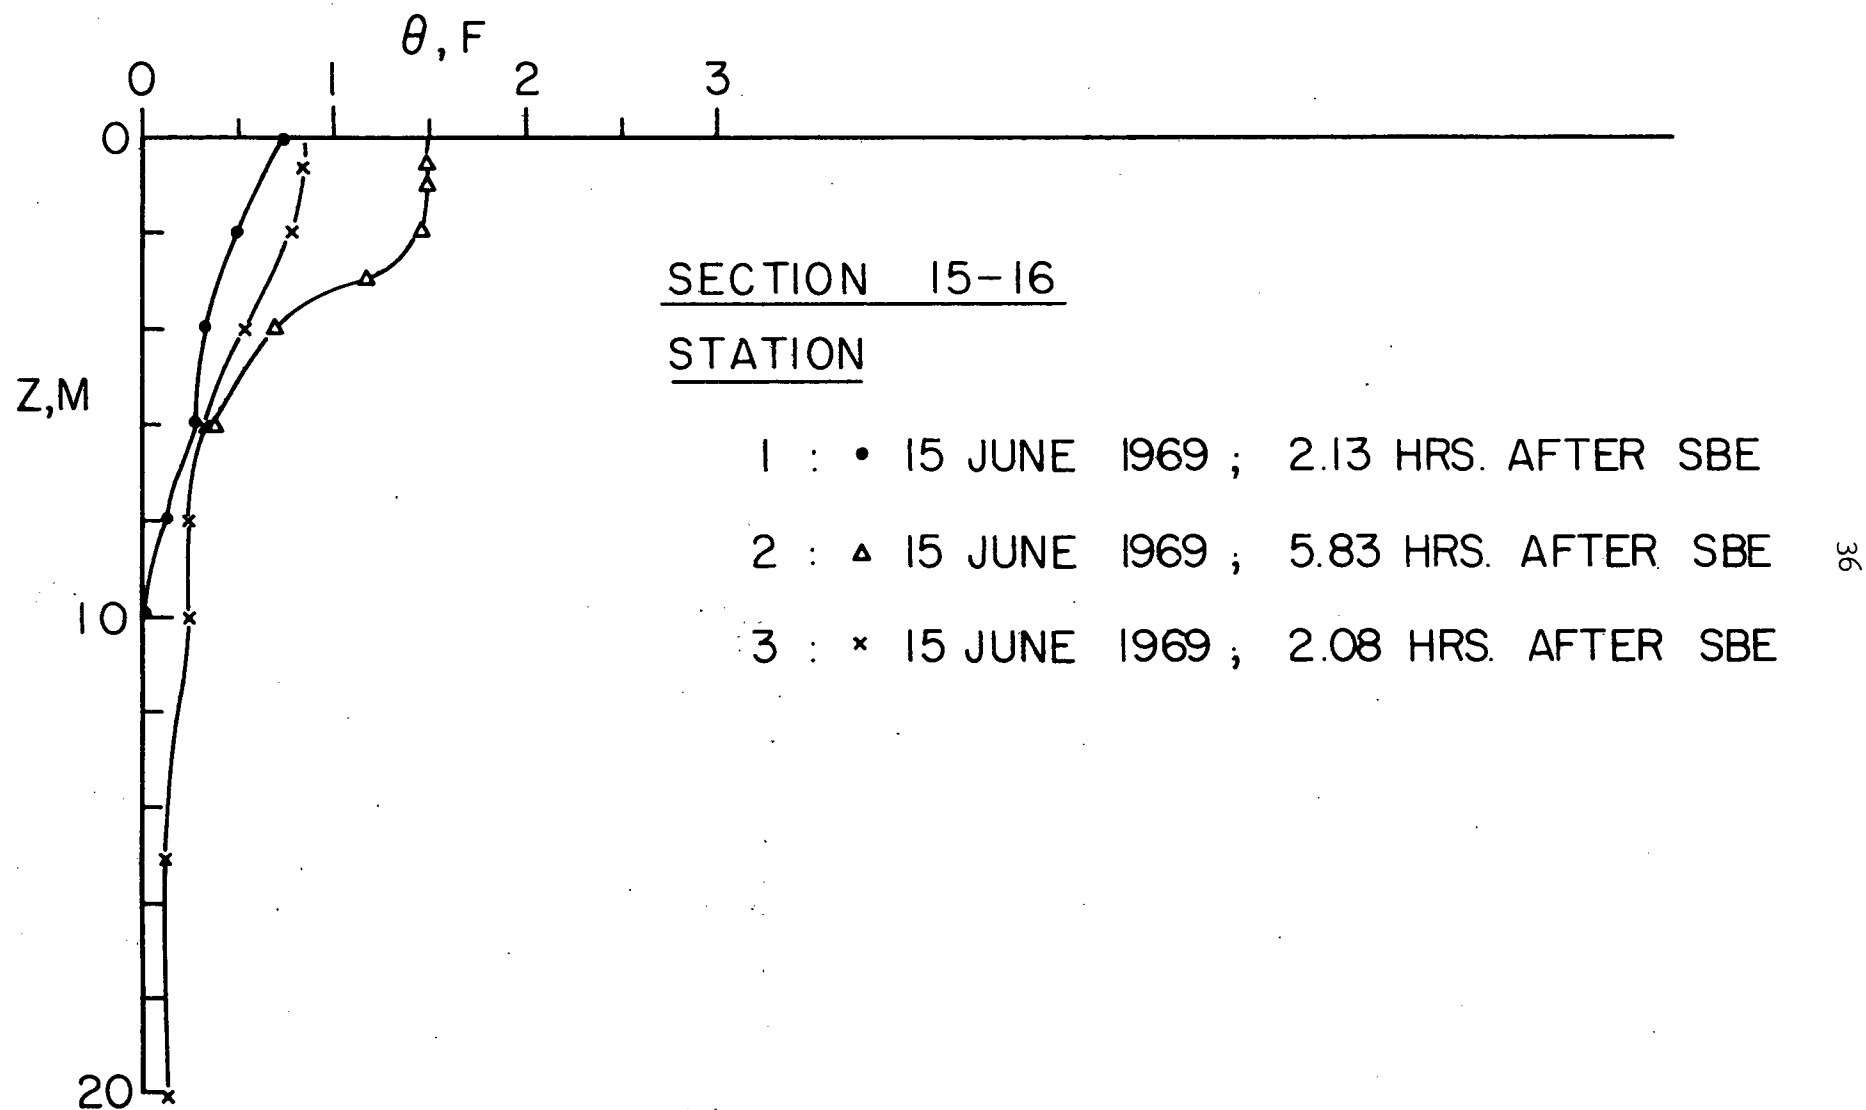 θ, F
0 1 2 3
0
SECTION 15-16
STATION
Z,M
1 : • 15 JUNE 1969 ; 2.13 HRS. AFTER SBE
2 : △ 15 JUNE 1969 ; 5.83 HRS. AFTER SBE
36
10
3 : × 15 JUNE 1969 ; 2.08 HRS. AFTER SBE
20